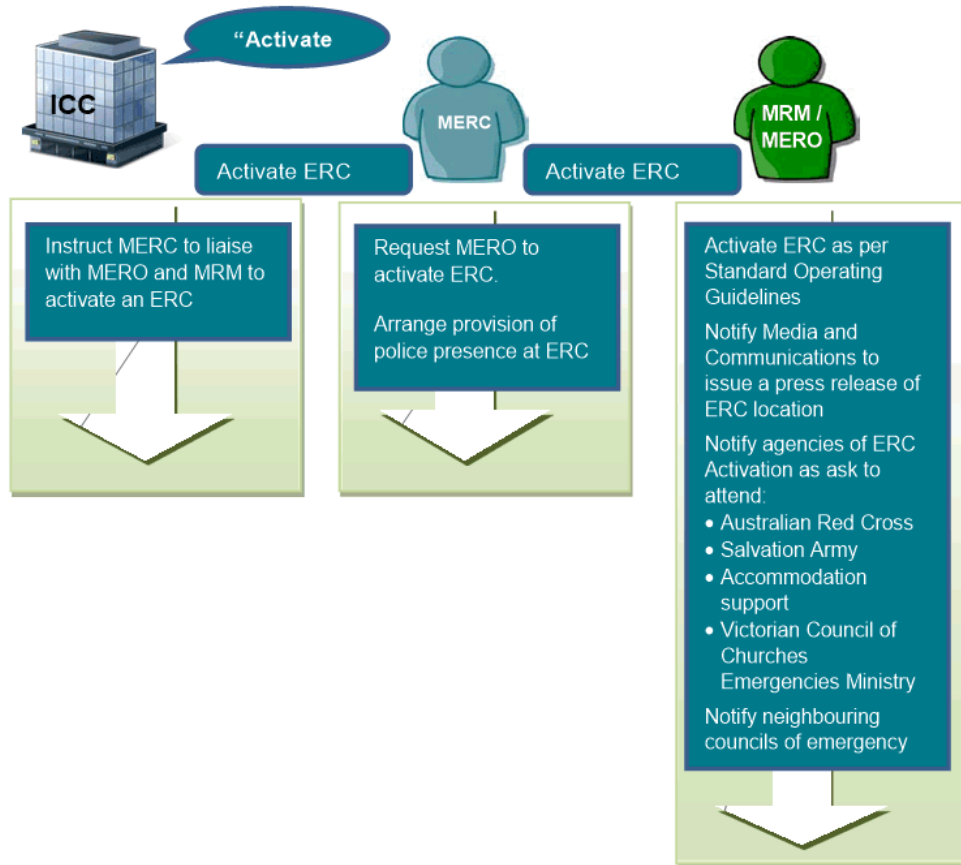 “Activate
ICC
MERC
MRM /
MERO
Activate ERC
Activate ERC
Instruct MERC to liaise
with MERO and MRM to
activate an ERC
Request MERO to
activate ERC.
Arrange provision of
police presence at ERC
Activate ERC as per
Standard Operating
Guidelines
Notify Media and
Communications to
issue a press release of
ERC location
Notify agencies of ERC
Activation as ask to
attend:
• Australian Red Cross
• Salvation Army
• Accommodation
support
• Victorian Council of
Churches
Emergencies Ministry
Notify neighbouring
councils of emergency